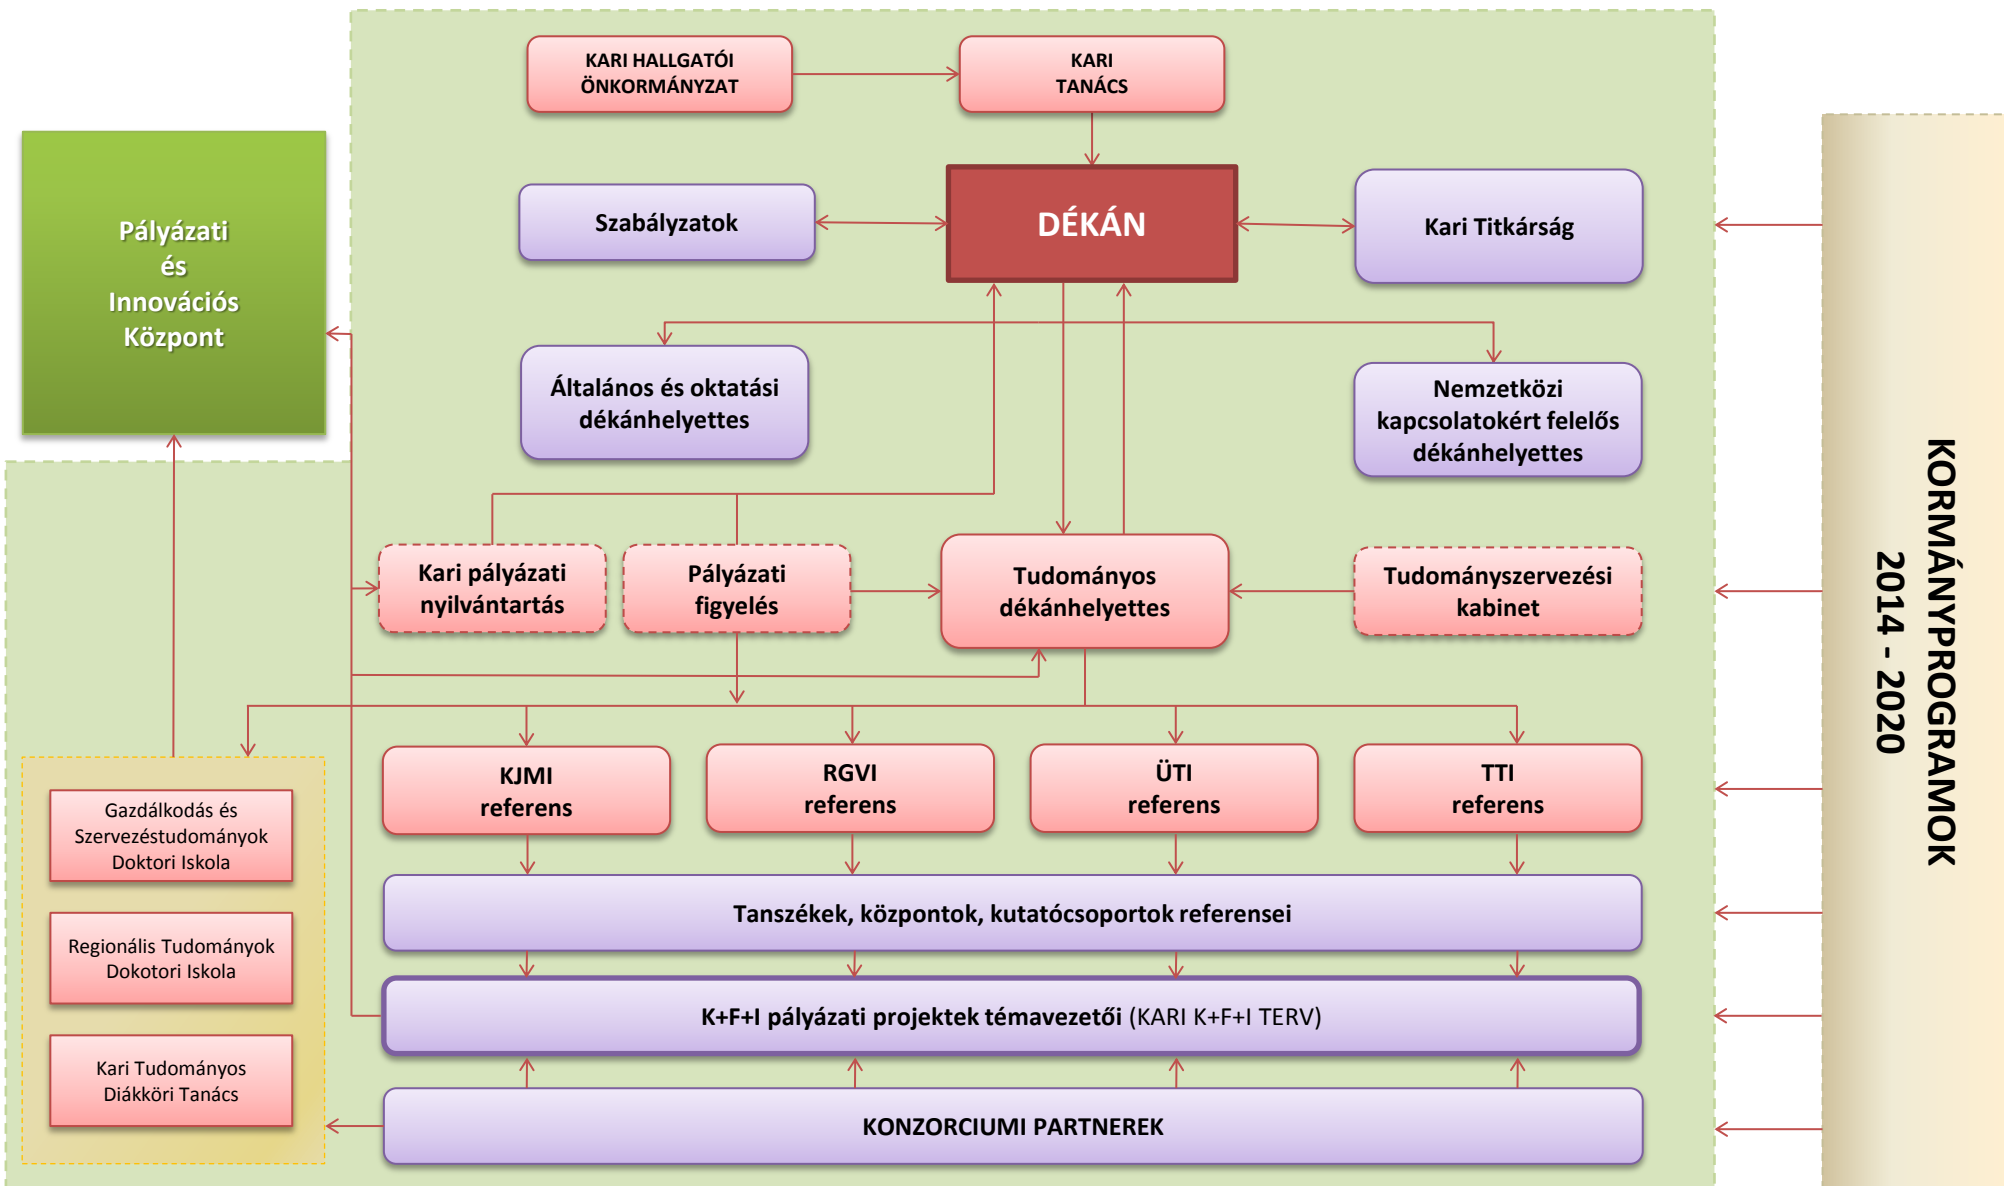 KARI HALLGATÓI
ÖNKORMÁNYZAT
KARI
TANÁCS
Pályázati
és
Innovációs
Központ
Szabályzatok
DÉKÁN
Kari Titkárság
Általános és oktatási
dékánhelyettes
Nemzetközi
kapcsolatokért felelős
dékánhelyettes
Kari pályázati
nyilvántartás
Pályázati
figyelés
Tudományos
dékánhelyettes
Tudományszervezési
kabinet
KORMÁNYPROGRAMOK
2014 - 2020
KJMI
referens
RGVI
referens
ÜTI
referens
TTI
referens
Gazdálkodás és
Szervezéstudományok
Doktori Iskola
Regionális Tudományok
Dokotori Iskola
Kari Tudományos
Diákköri Tanács
Tanszékek, központok, kutatócsoportok referensei
K+F+I pályázati projektek témavezetői (KARI K+F+I TERV)
KONZORCIUMI PARTNEREK